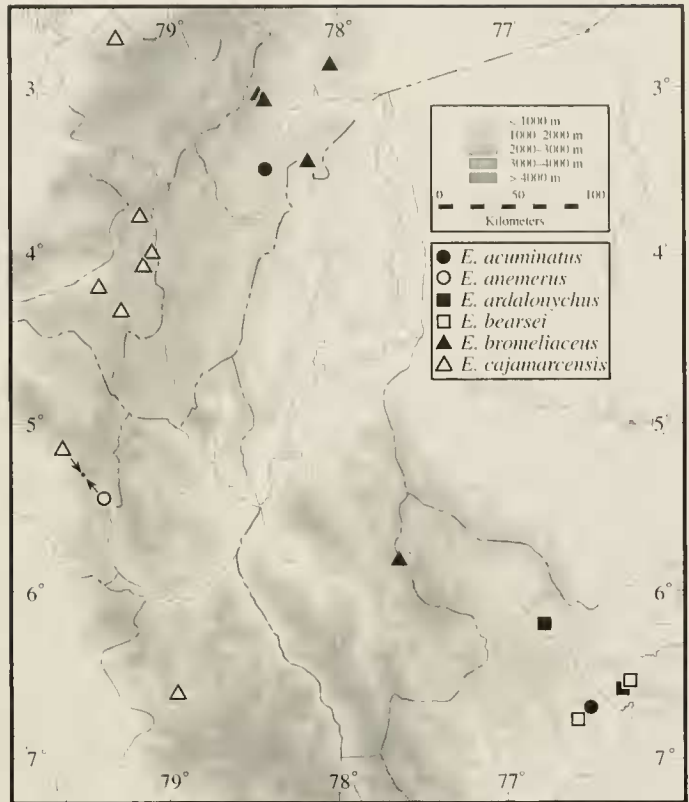 79° 78° 77°
3° 3°
< 1000 m
1000–2000 m
2000–3000 m
3000–4000 m
> 4000 m
0 50 100
Kilometers
4° 4°
E. acuminatus
E. anemerus
E. ardalonychus
E. bearsei
E. bromeliaceus
E. cajamarcensis
5° 5°
6° 6°
7° 7°
79° 78° 77°